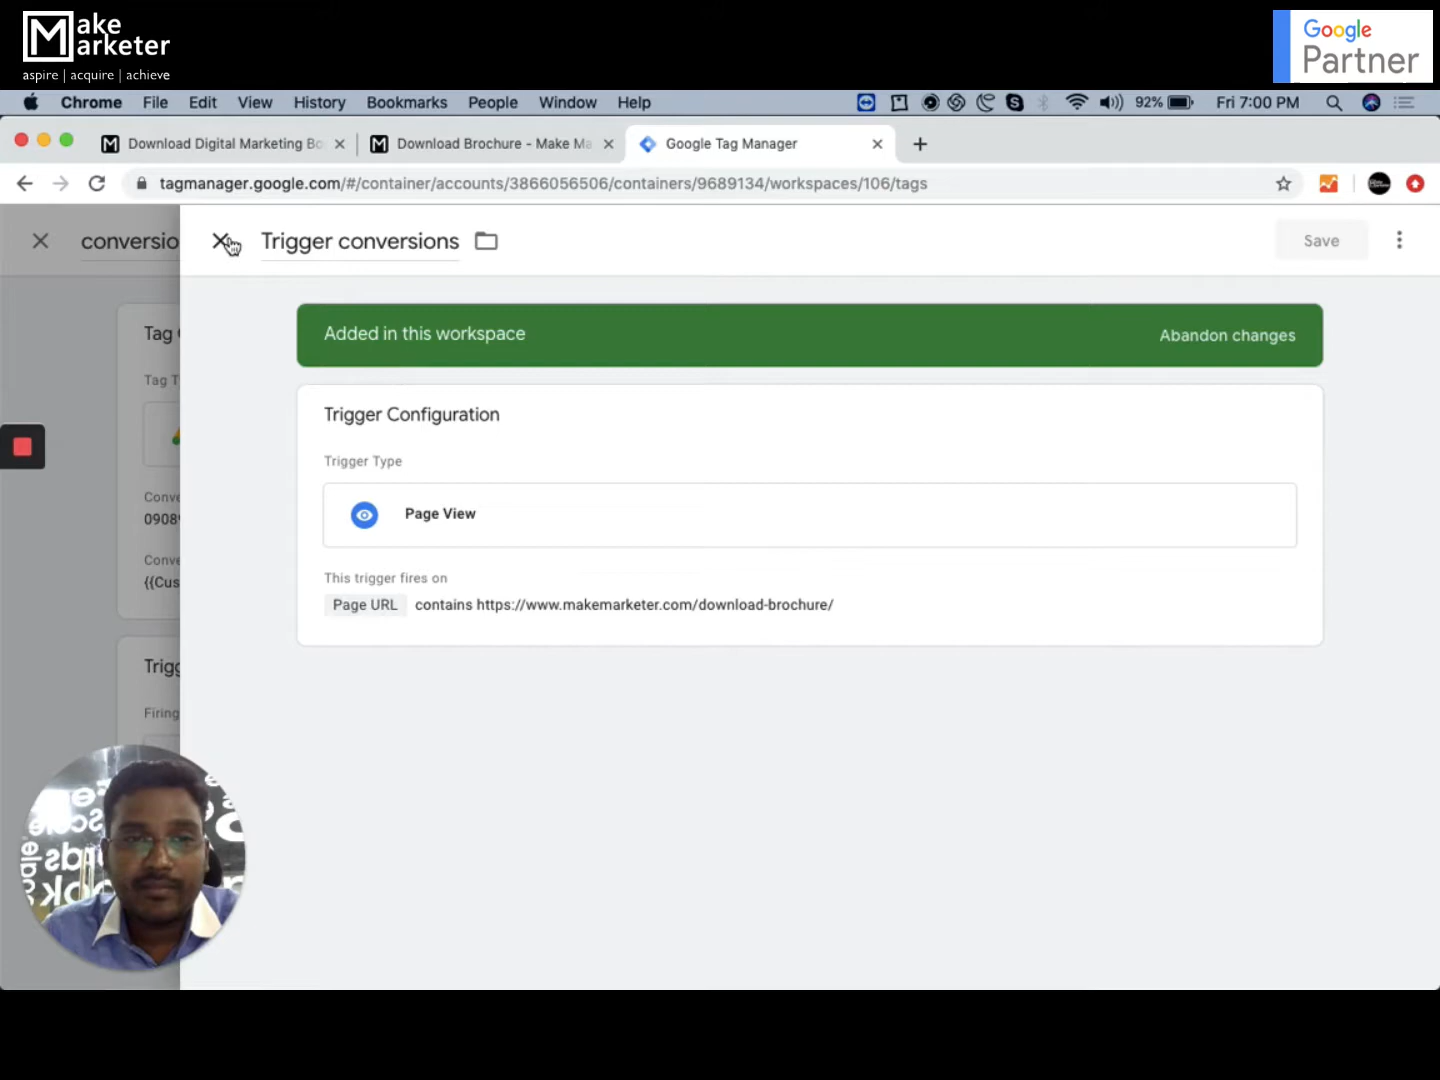 Make Marketer
aspire | acquire | achieve
Google
Partner
Chrome File Edit View History Bookmarks People Window Help
92% Fri 7:00 PM
Download Digital Marketing Bo
Download Brochure - Make Ma
Google Tag Manager
tagmanager.google.com/#/container/accounts/3866056506/containers/9689134/workspaces/106/tags
conversio
Trigger conversions
Save
Added in this workspace
Abandon changes
Tag
Trigger Configuration
Tag T
Trigger Type
Page View
Conve
0908
This trigger fires on
Conve
{{Cus
Page URL contains https://www.makemarketer.com/download-brochure/
Trigg
Firing